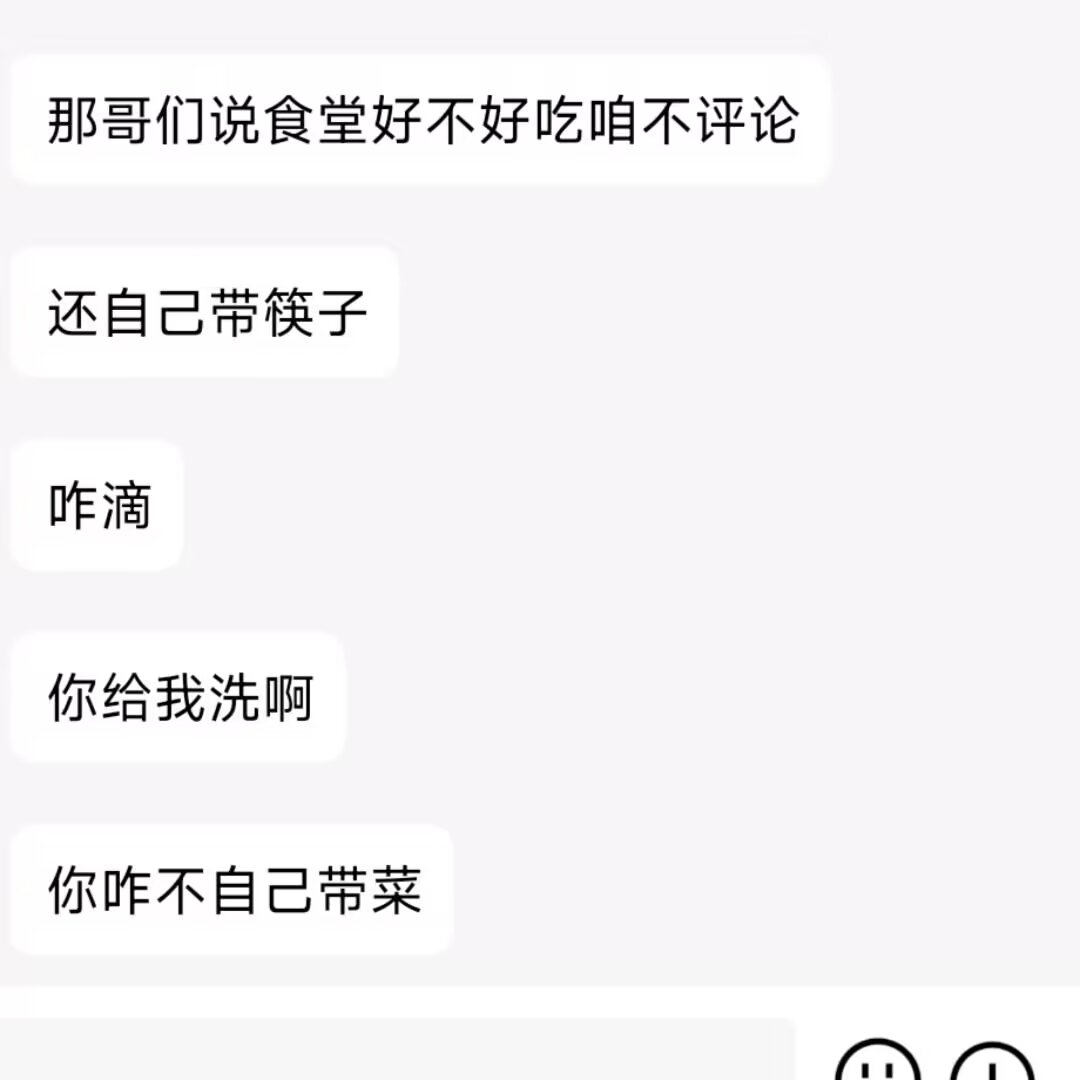 那哥们说食堂好不好吃咱不评论
还自己带筷子
咋滴
你给我洗啊
你咋不自己带菜